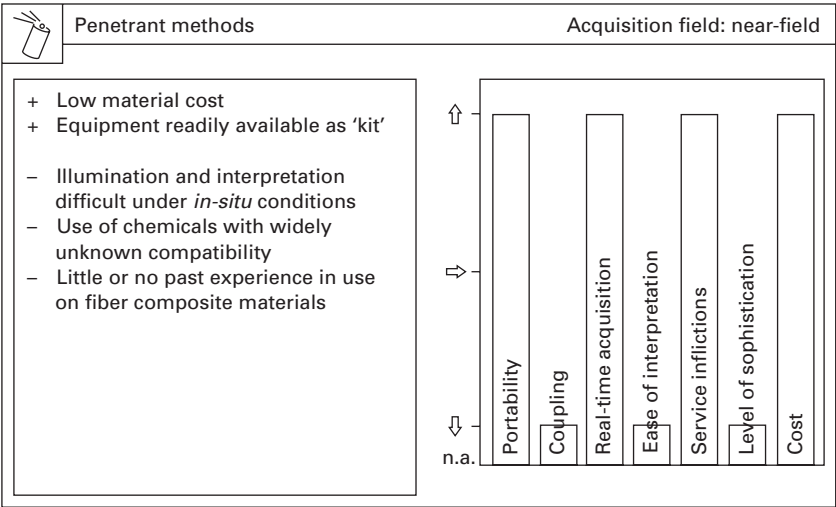 Penetrant methods
Acquisition field: near-field
+ Low material cost
+ Equipment readily available as ‘kit’
– Illumination and interpretation
difficult under in-situ conditions
– Use of chemicals with widely
unknown compatibility
– Little or no past experience in use
on fiber composite materials
⇧
⇨
⇩
n.a.
Portability
Coupling
Real-time acquisition
Ease of interpretation
Service inflictions
Level of sophistication
Cost